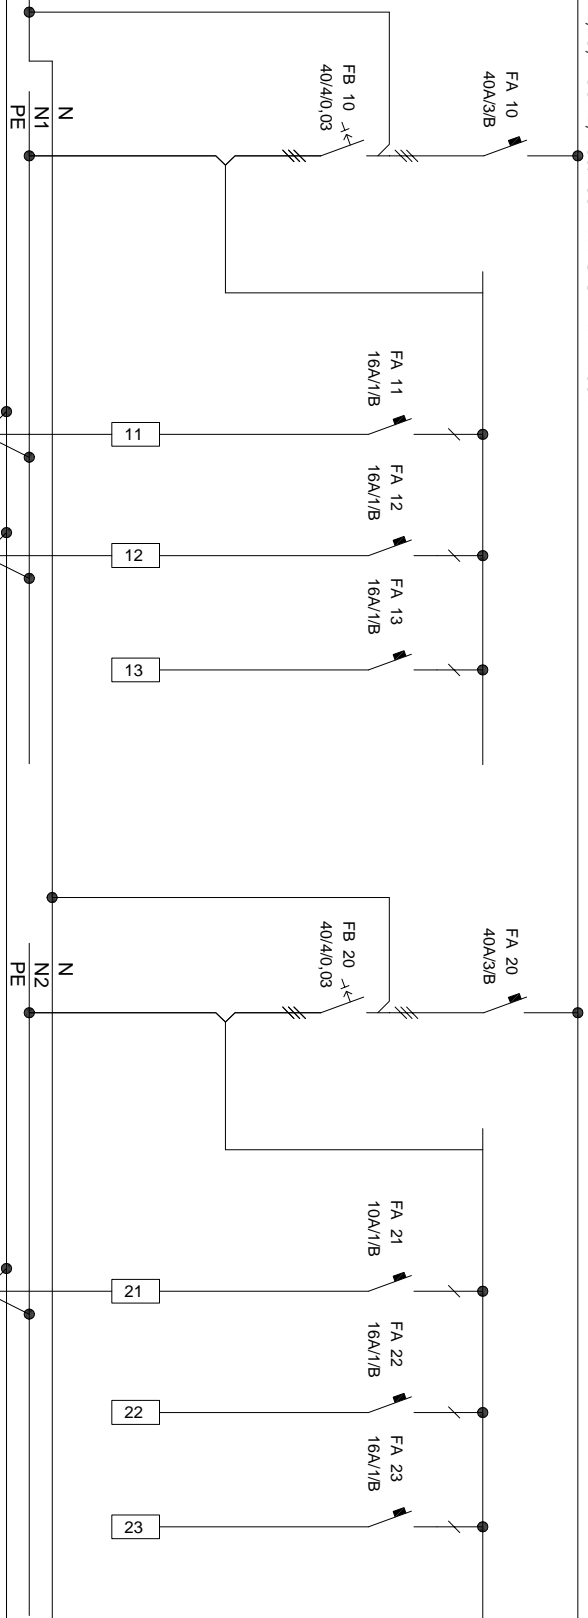 FA 10
40A/3/B
FB 10
40/4/0,03
N
N1
PE
FA 11
16A/1/B
11
FA 12
16A/1/B
12
FA 13
16A/1/B
13
FA 20
40A/3/B
FB 20
40/4/0,03
N
N2
PE
FA 21
10A/1/B
21
FA 22
16A/1/B
22
FA 23
16A/1/B
23